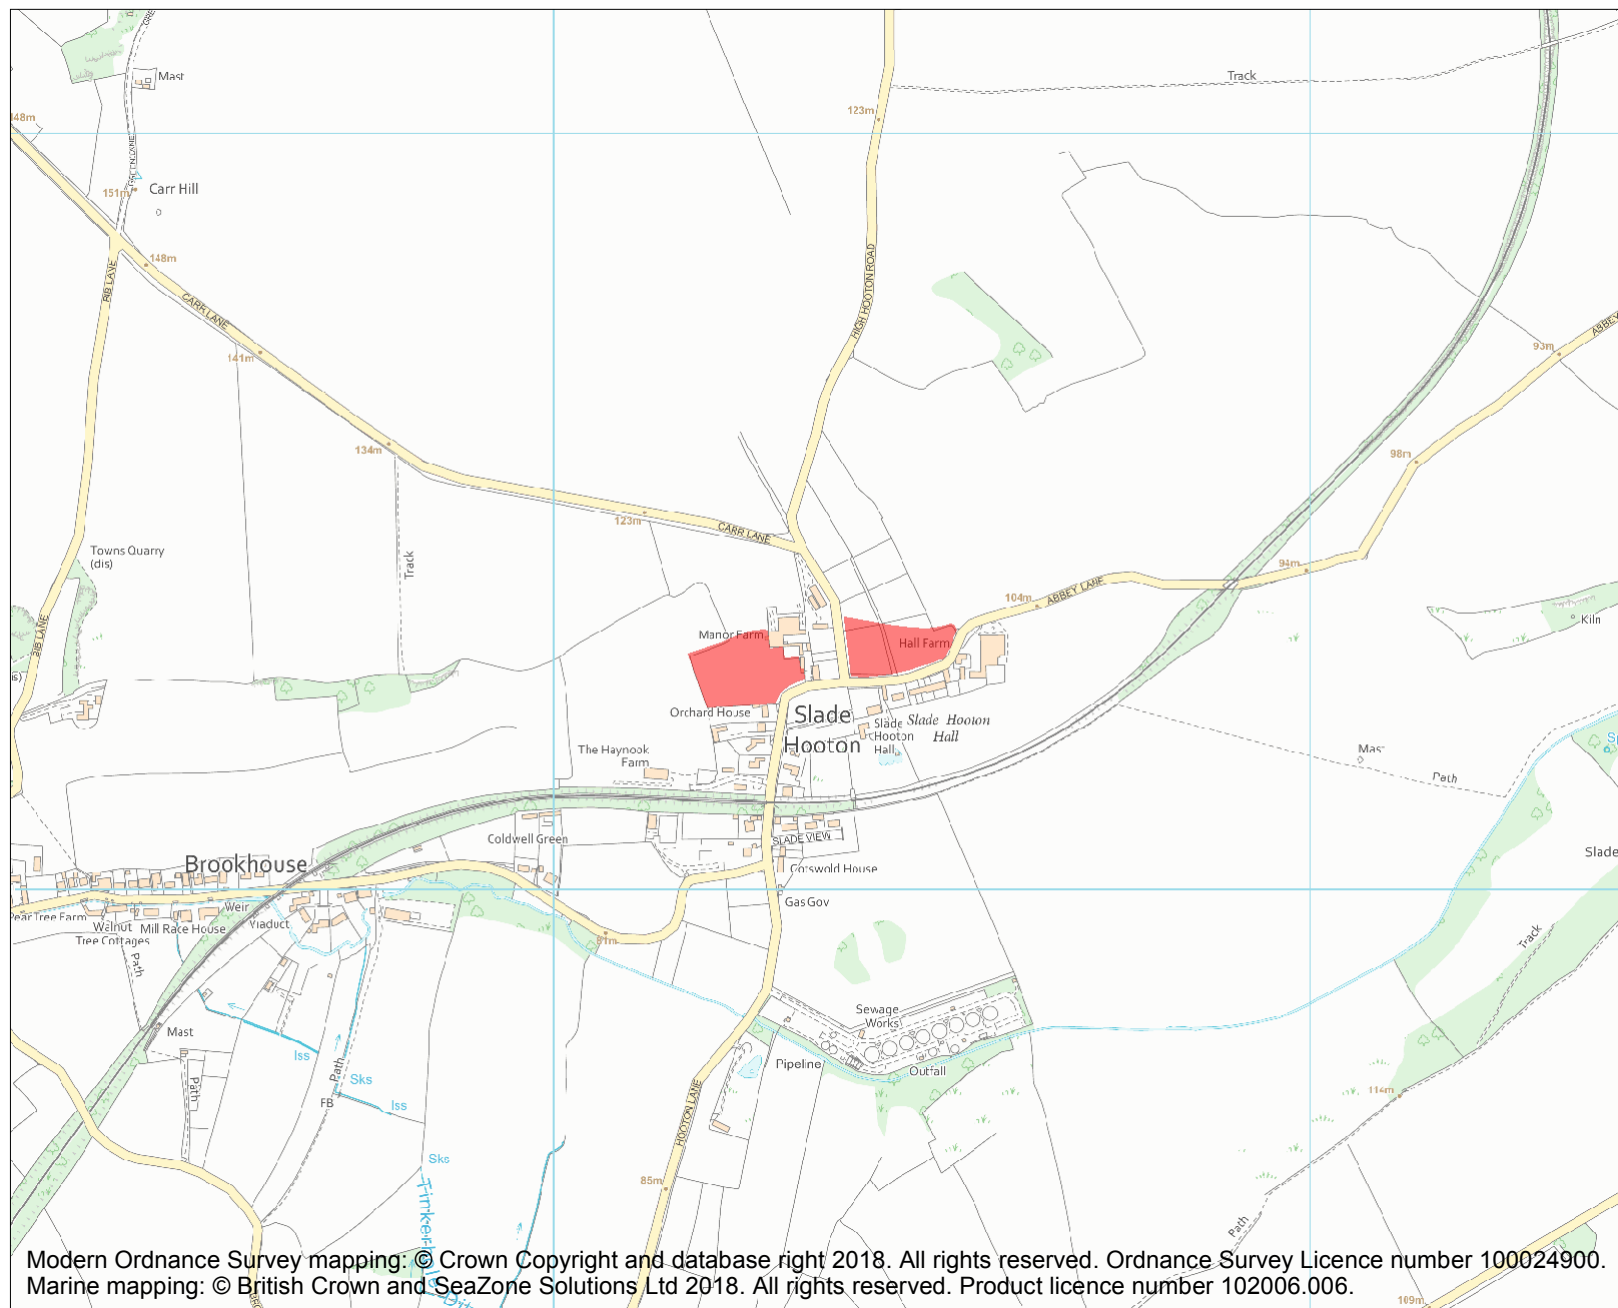 Mast
Track
148m
123m
GREEN LANE
151m
Carr Hill
148m
PIB LANE
CARR LANE
HIGH HOOTON ROAD
141m
93m
134m
98m
123m
CARR LANE
Towns Quarry
(dis)
Track
94m
104m
ABBEY LANE
Kiln
Manor Farm
Hall Farm
Orchard House
Slade
Hooton
Slade
Hooton
Hall
Slade Hooton
Hall
The Haynook
Farm
Path
Coldwell Green
SLADE VIEW
Brookhouse
Cotswold House
Slade
Gas Gov
Pear Tree Farm
Weir
Walnut
Tree Cottages
Mill Race House
Viaduct
Path
91m
Track
Sewage
Works
Mast
Iss
Pipeline
Outfall
Path
Path
Sks
Iss
FB
114m
HOOTON LANE
Sks
85m
Path
Modern Ordnance Survey mapping: © Crown Copyright and database right 2018. All rights reserved. Ordnance Survey Licence number 100024900.
Marine mapping: © British Crown and SeaZone Solutions Ltd 2018. All rights reserved. Product licence number 102006.006.
109m